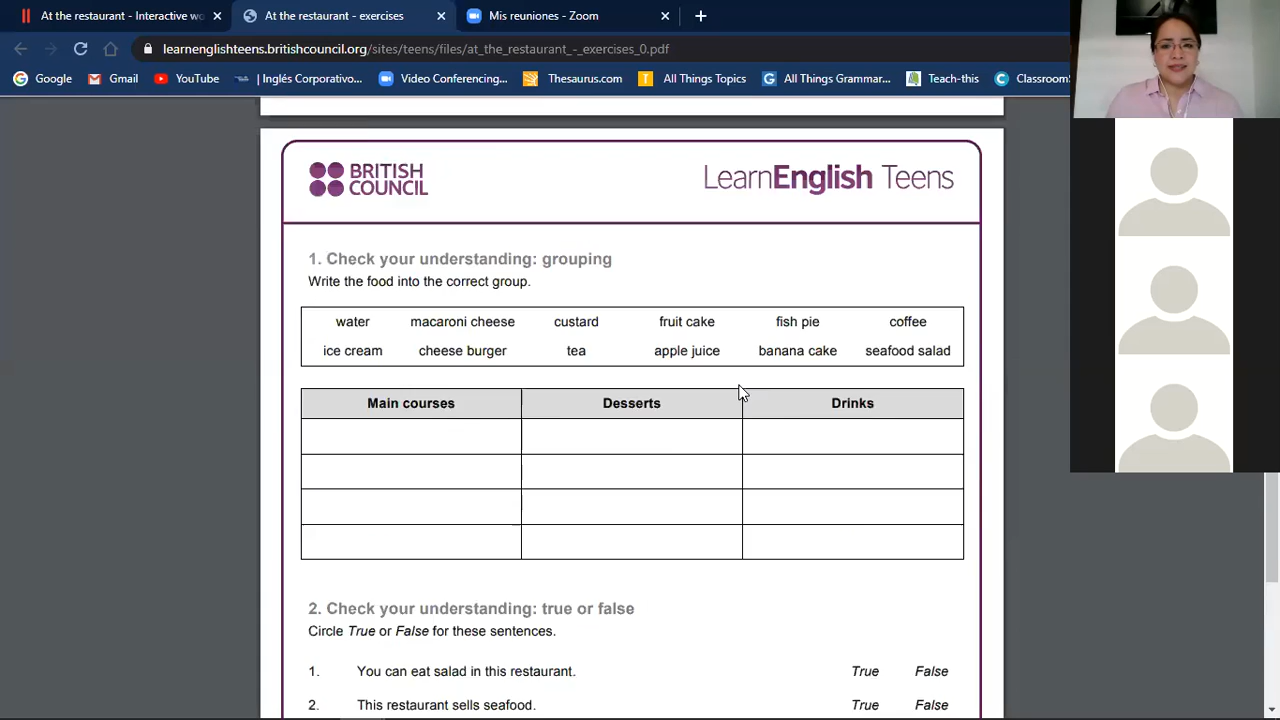 At the restaurant - Interactive wo
At the restaurant - exercises
Mis reuniones - Zoom
learnenglishteens.britishcouncil.org/sites/teens/files/at_the_restaurant_-_exercises_0.pdf
Google Gmail YouTube | Inglés Corporativo... Video Conferencing... Thesaurus.com All Things Topics All Things Grammar... Teach-this ClassroomS
BRITISH
COUNCIL
LearnEnglish Teens
1. Check your understanding: grouping
Write the food into the correct group.
water macaroni cheese custard fruit cake fish pie coffee
ice cream cheese burger tea apple juice banana cake seafood salad
Main courses Desserts Drinks
2. Check your understanding: true or false
Circle True or False for these sentences.
1. You can eat salad in this restaurant. True False
2. This restaurant sells seafood. True False